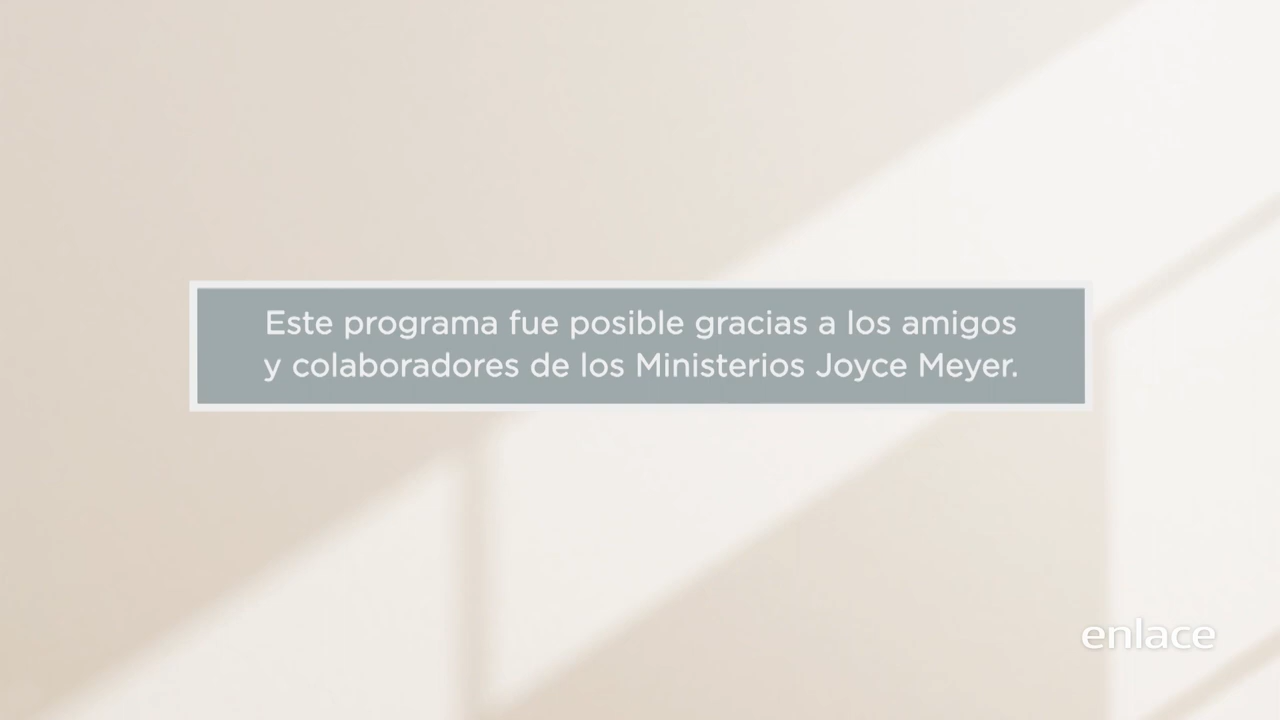 Este programa fue posible gracias a los amigos
y colaboradores de los Ministerios Joyce Meyer.
enlace